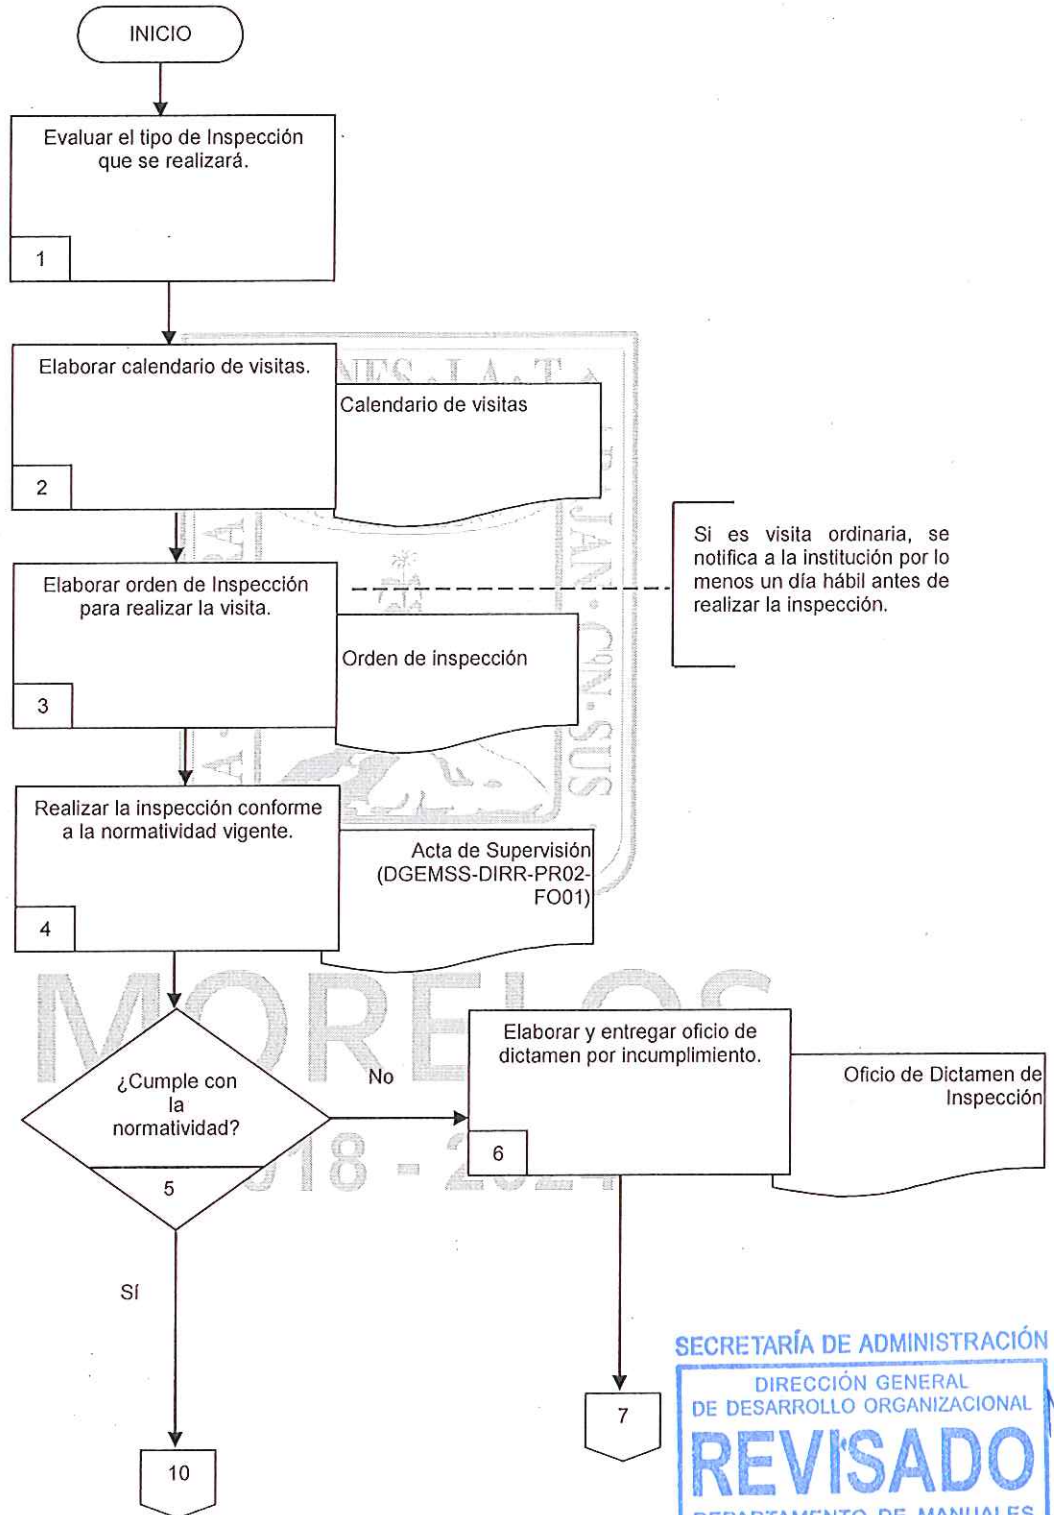 INICIO
Evaluar el tipo de Inspección
que se realizará.
1
Elaborar calendario de visitas.
2
Calendario de visitas
Elaborar orden de Inspección
para realizar la visita.
3
Orden de inspección
Si es visita ordinaria, se
notifica a la institución por lo
menos un día hábil antes de
realizar la inspección.
Realizar la inspección conforme
a la normatividad vigente.
4
Acta de Supervisión
(DGEMSS-DIRR-PR02-
FO01)
MORELOS
2018 - 2024
¿Cumple con
la
normatividad?
5
No
Elaborar y entregar oficio de
dictamen por incumplimiento.
6
Oficio de Dictamen de
Inspección
Sí
7
10
SECRETARÍA DE ADMINISTRACIÓN
DIRECCIÓN GENERAL
DE DESARROLLO ORGANIZACIONAL
REVISADO
DEPARTAMENTO DE MANUALES